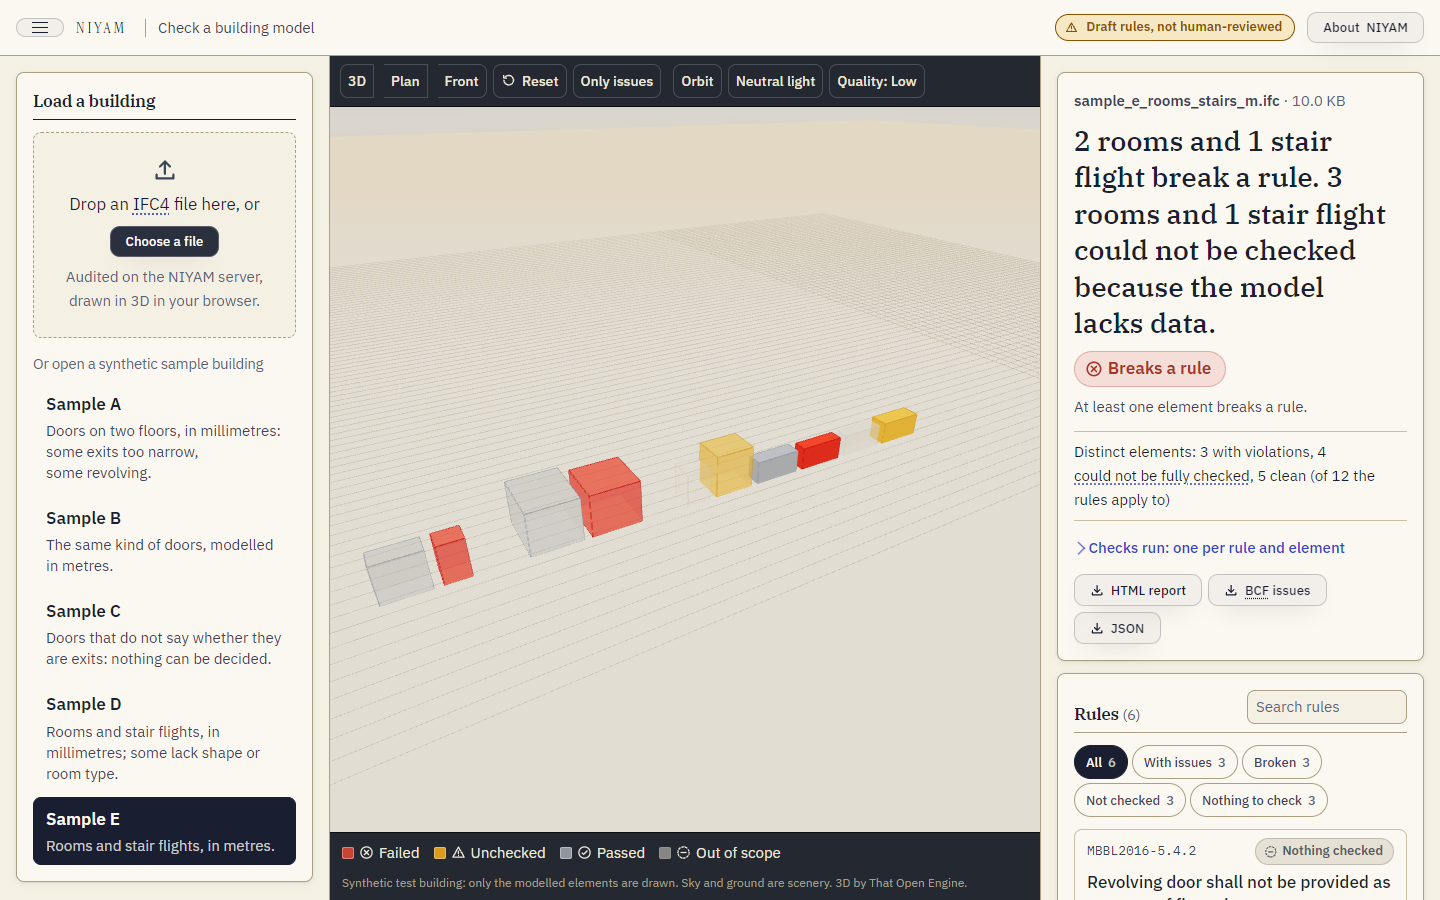 NIYAM
Check a building model
Draft rules, not human-reviewed
About NIYAM
Load a building
Drop an IFC4 file here, or
Choose a file
Audited on the NIYAM server,
drawn in 3D in your browser.
Or open a synthetic sample building
Sample A
Doors on two floors, in millimetres:
some exits too narrow,
some revolving.
Sample B
The same kind of doors, modelled
in metres.
Sample C
Doors that do not say whether they
are exits: nothing can be decided.
Sample D
Rooms and stair flights, in
millimetres; some lack shape or
room type.
Sample E
Rooms and stair flights, in metres.
3D
Plan
Front
Reset
Only issues
Orbit
Neutral light
Quality: Low
Failed
Unchecked
Passed
Out of scope
Synthetic test building: only the modelled elements are drawn. Sky and ground are scenery. 3D by That Open Engine.
sample_e_rooms_stairs_m.ifc · 10.0 KB
2 rooms and 1 stair
flight break a rule. 3
rooms and 1 stair flight
could not be checked
because the model
lacks data.
Breaks a rule
At least one element breaks a rule.
Distinct elements: 3 with violations, 4
could not be fully checked, 5 clean (of 12 the
rules apply to)
Checks run: one per rule and element
HTML report
BCF issues
JSON
Rules (6)
Search rules
All 6
With issues 3
Broken 3
Not checked 3
Nothing to check 3
MBBL2016-5.4.2
Nothing checked
Revolving door shall not be provided as